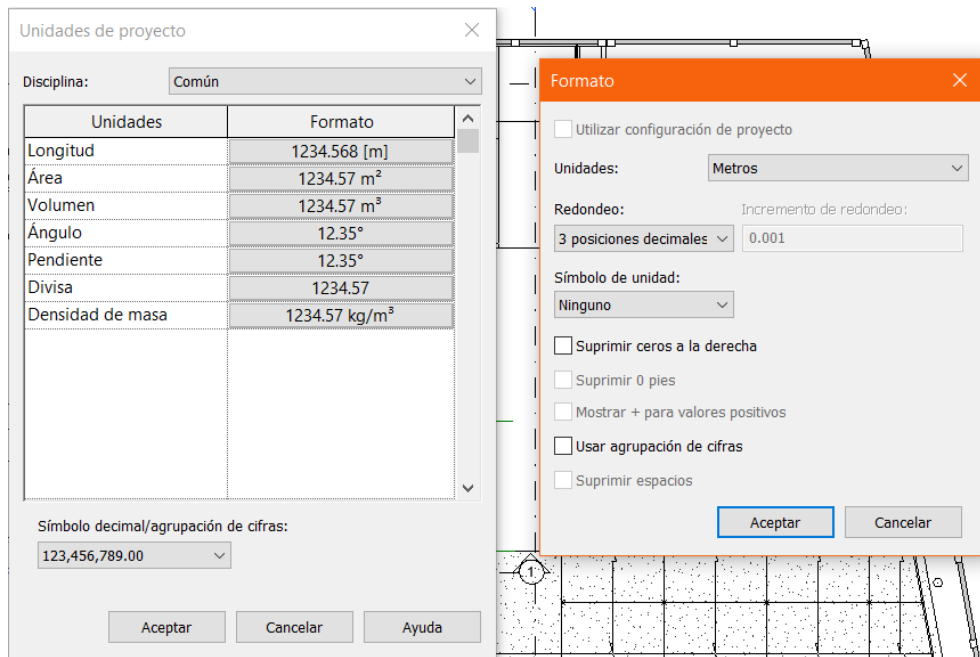 Unidades de proyecto
Disciplina: Común
Unidades Formato
Longitud 1234.568 [m]
Área 1234.57 m²
Volumen 1234.57 m³
Ángulo 12.35°
Pendiente 12.35°
Divisa 1234.57
Densidad de masa 1234.57 kg/m³
Símbolo decimal/agrupación de cifras:
123,456,789.00
Aceptar Cancelar Ayuda
Formato
Utilizar configuración de proyecto
Unidades: Metros
Redondeo: Incremento de redondeo:
3 posiciones decimales 0.001
Símbolo de unidad:
Ninguno
Suprimir ceros a la derecha
Suprimir 0 pies
Mostrar + para valores positivos
Usar agrupación de cifras
Suprimir espacios
Aceptar Cancelar
1